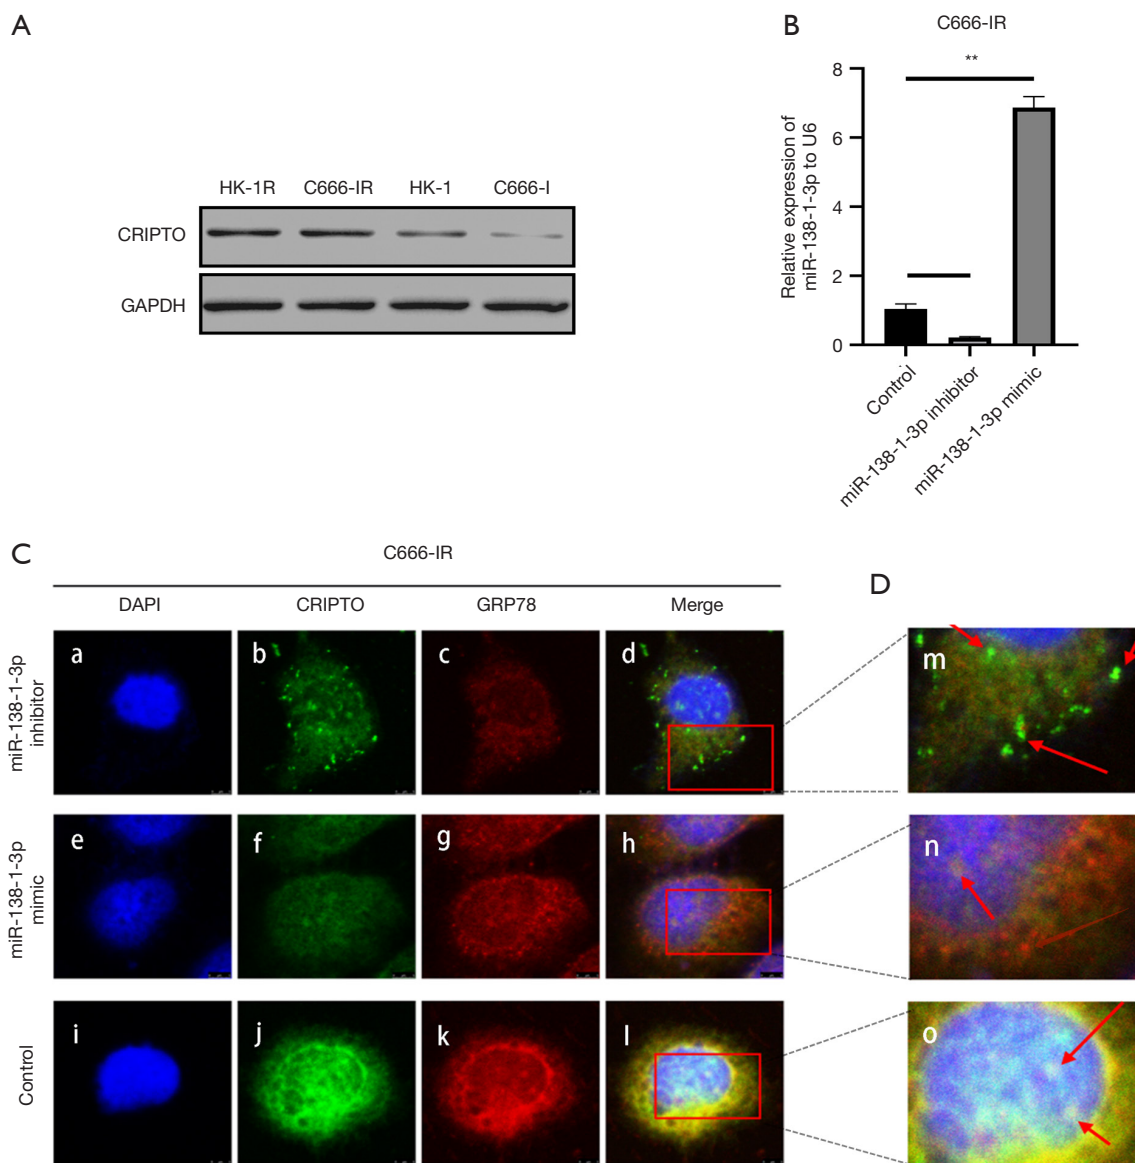 A
HK-1R C666-IR HK-1 C666-I
CRIPTO
GAPDH
B
C666-IR
**
Relative expression of
miR-138-1-3p to U6
8
6
4
2
0
Control
miR-138-1-3p inhibitor
miR-138-1-3p mimic
C
C666-IR
DAPI CRIPTO GRP78 Merge
D
miR-138-1-3p
inhibitor
a b c d m
miR-138-1-3p
mimic
e f g h n
Control
i j k l o